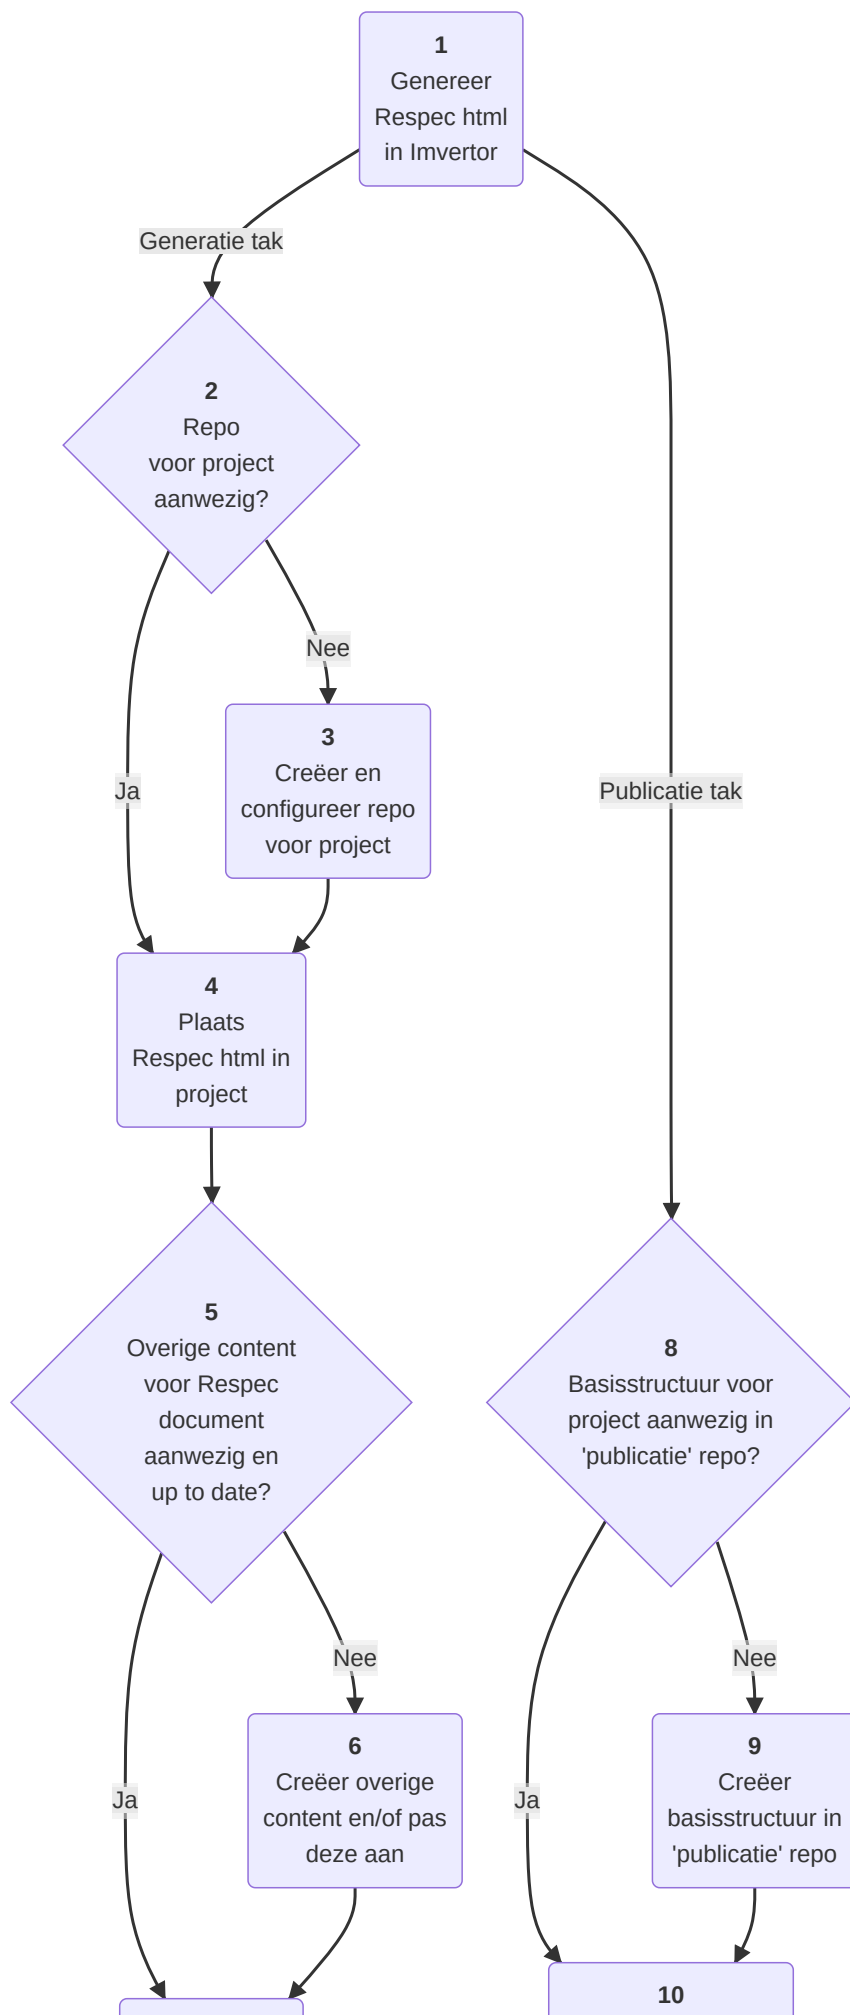 1
Genereer
Respec html
in Imvertor
Generatie tak
2
Repo
voor project
aanwezig?
Nee
3
Creëer en
configureer repo
voor project
Ja
Publicatie tak
4
Plaats
Respec html in
project
5
Overige content
voor Respec
document
aanwezig en
up to date?
8
Basisstructuur voor
project aanwezig in
'publicatie' repo?
Nee
Nee
6
Creëer overige
content en/of pas
deze aan
9
Creëer
basisstructuur in
'publicatie' repo
Ja
Ja
10